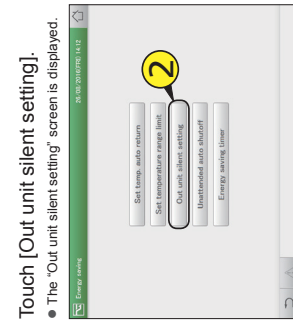 Touch [Out unit silent setting].
● The “Out unit silent setting” screen is displayed.
Energy saving 26/08/2016(FRI) 14:12
Set temp. auto return
Set temperature range limit
Out unit silent setting
2
Unattended auto shutoff
Energy saving timer